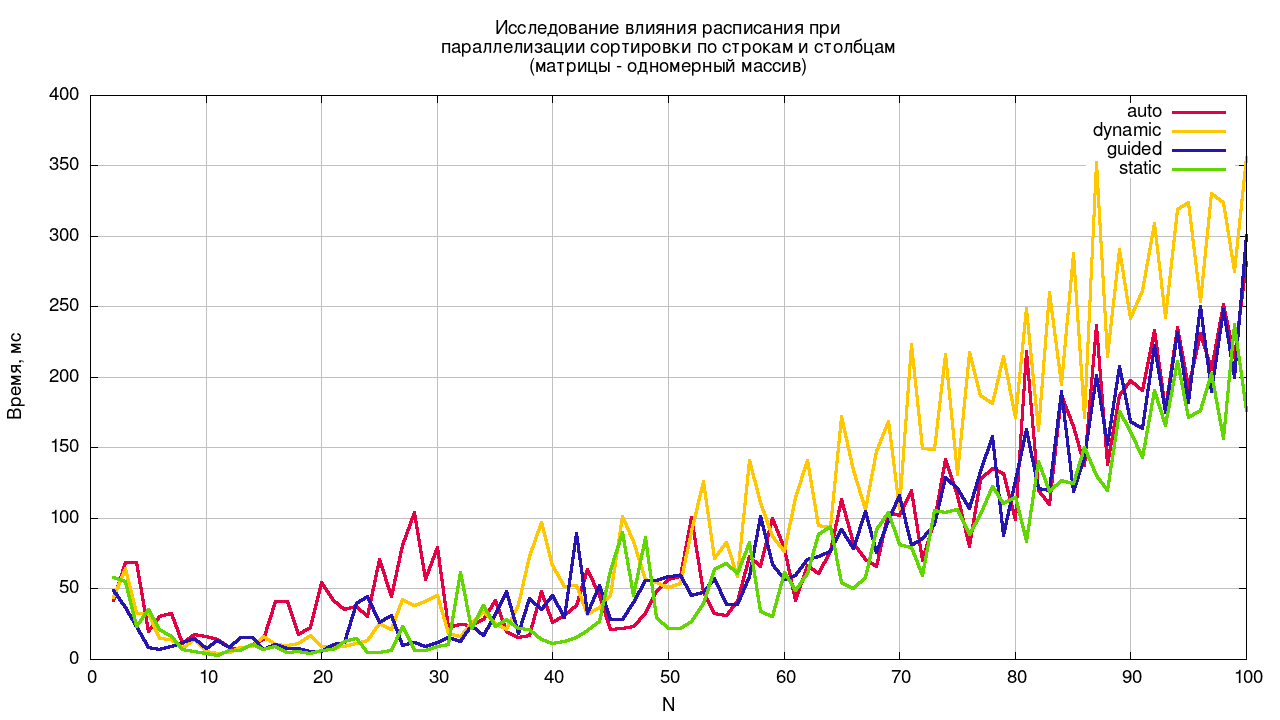 Исследование влияния расписания при
параллелизации сортировки по строкам и столбцам
(матрицы - одномерный массив)
400
350
300
250
200
150
100
50
0
Время, мс
auto
dynamic
guided
static
0 10 20 30 40 50 60 70 80 90 100
N